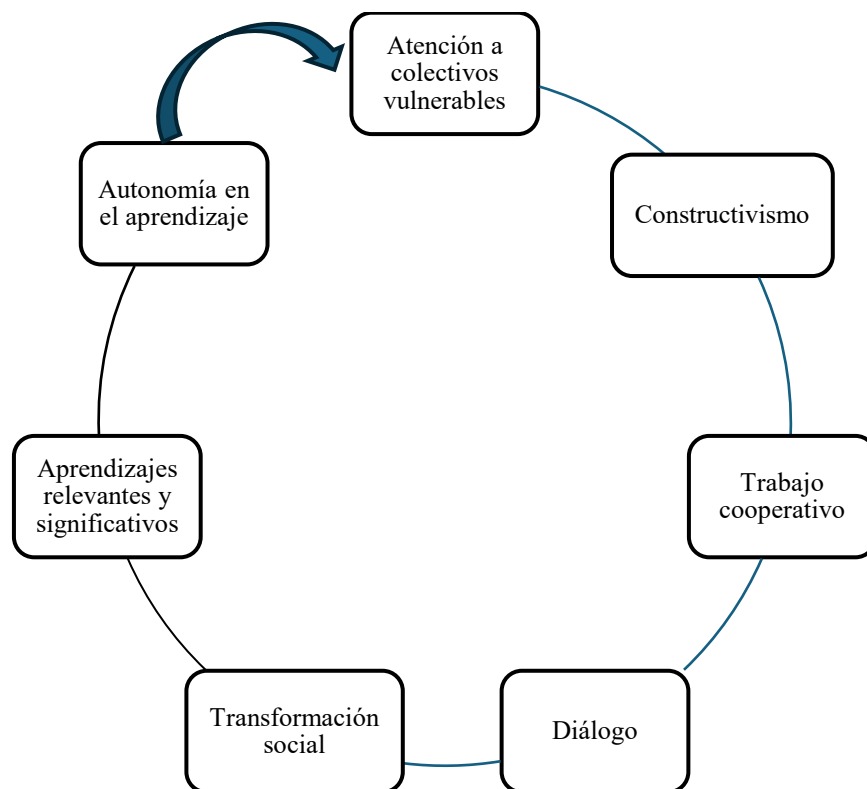 Atención a
colectivos
vulnerables
Constructivismo
Trabajo
cooperativo
Diálogo
Transformación
social
Aprendizajes
relevantes y
significativos
Autonomía en
el aprendizaje